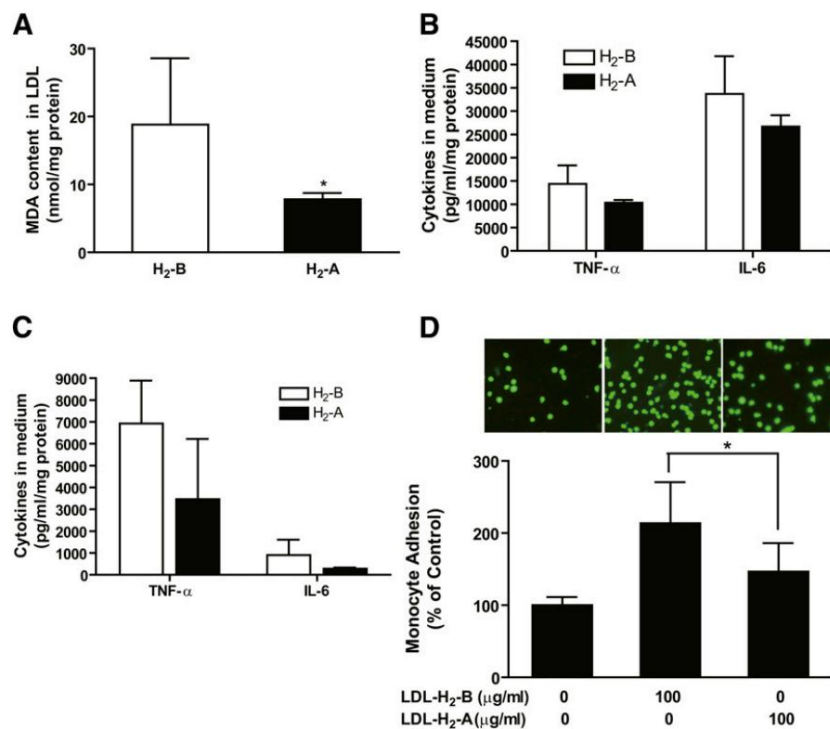 A
MDA content in LDL
(nmol/mg protein)
30
20
10
0
*
H₂-B
H₂-A
B
Cytokines in medium
(pg/ml/mg protein)
45000
40000
35000
30000
25000
20000
15000
10000
5000
0
H₂-B
H₂-A
TNF-α
IL-6
C
Cytokines in medium
(pg/ml/mg protein)
9000
8000
7000
6000
5000
4000
3000
2000
1000
0
H₂-B
H₂-A
TNF-α
IL-6
D
Monocyte Adhesion
(% of Control)
300
200
100
0
*
LDL-H₂-B (μg/ml) 0 100 0
LDL-H₂-A(μg/ml) 0 0 100